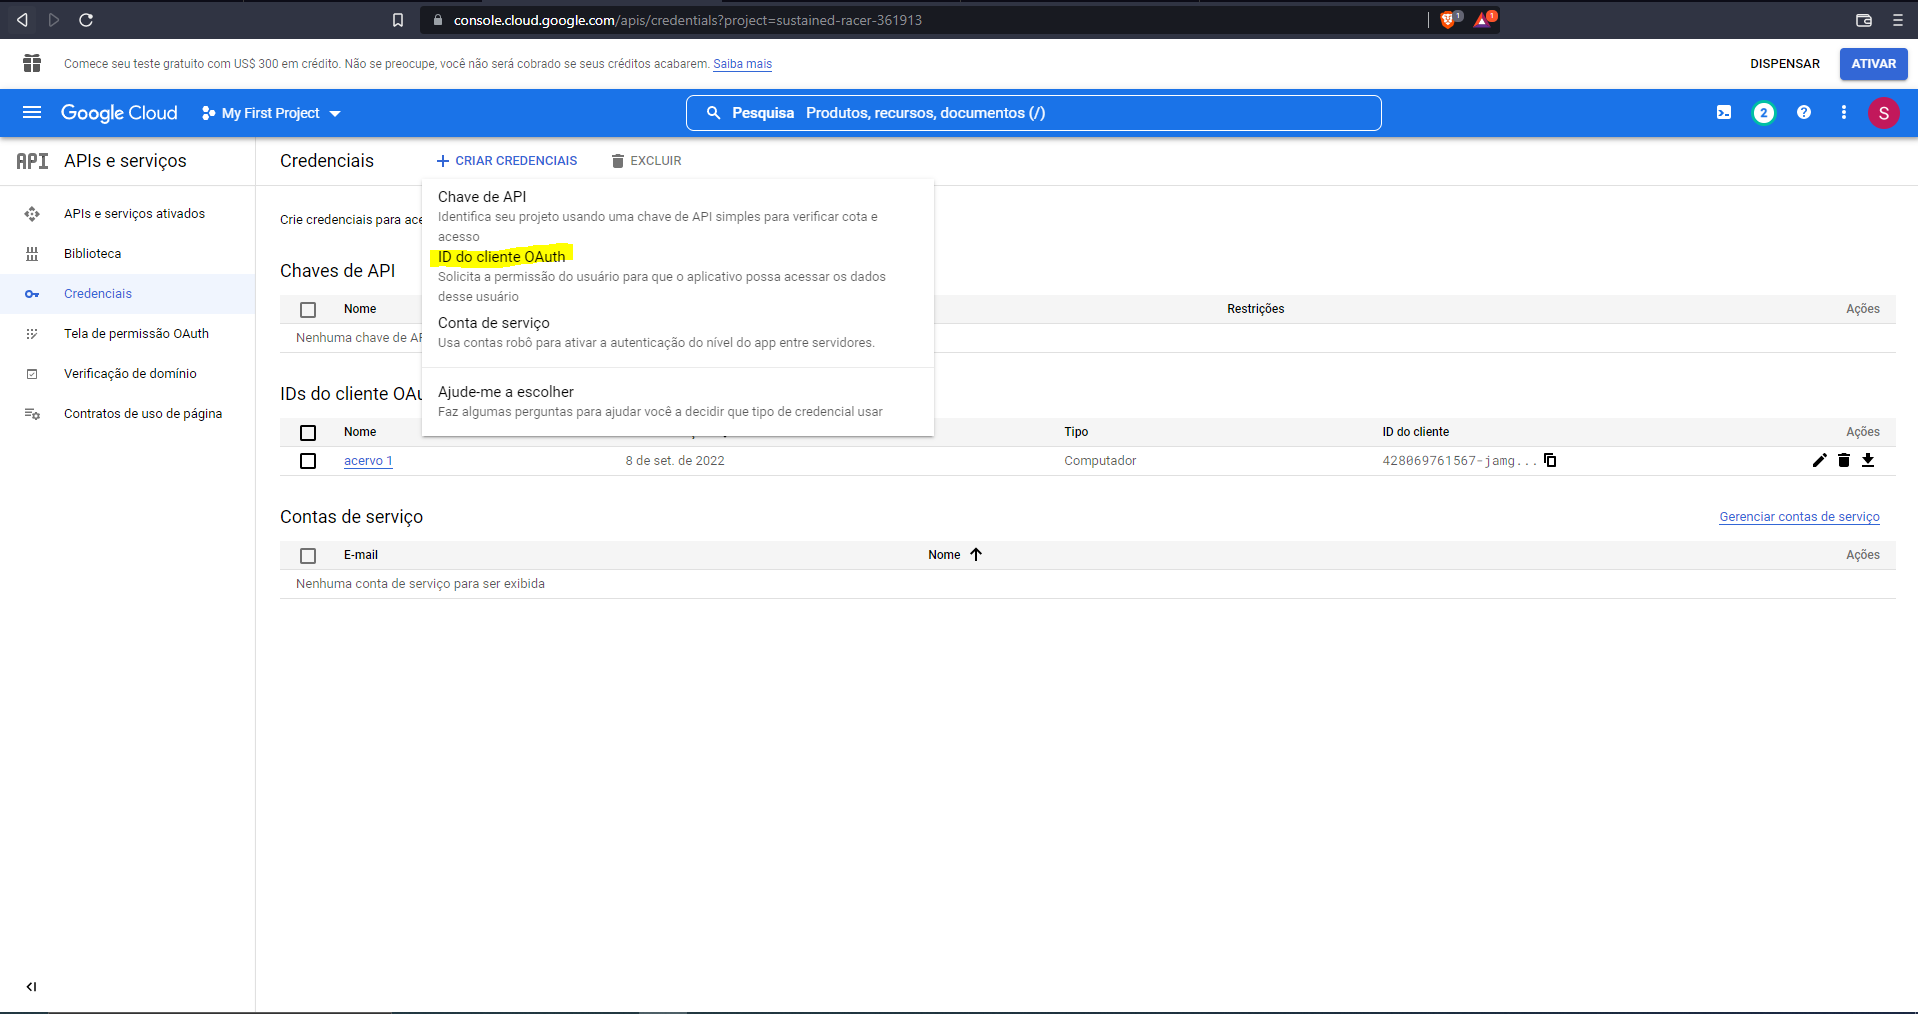 console.cloud.google.com/apis/credentials?project=sustained-racer-361913
1
1
Comece seu teste gratuito com US$ 300 em crédito. Não se preocupe, você não será cobrado se seus créditos acabarem. Saiba mais
DISPENSAR
ATIVAR
Google Cloud
My First Project
Pesquisa Produtos, recursos, documentos (/)
2
S
API APIs e serviços
APIs e serviços ativados
Biblioteca
Credenciais
Tela de permissão OAuth
Verificação de domínio
Contratos de uso de página
Credenciais
CRIAR CREDENCIAIS
EXCLUIR
Chave de API
Identifica seu projeto usando uma chave de API simples para verificar cota e
acesso
ID do cliente OAuth
Solicita a permissão do usuário para que o aplicativo possa acessar os dados
desse usuário
Conta de serviço
Usa contas robô para ativar a autenticação do nível do app entre servidores.
Ajude-me a escolher
Faz algumas perguntas para ajudar você a decidir que tipo de credencial usar
Crie credenciais para ace
Chaves de API
Nome
Restrições
Ações
Nenhuma chave de AP
IDs do cliente OAu
Nome
Tipo
ID do cliente
Ações
acervo 1
8 de set. de 2022
Computador
428069761567-jamg...
Contas de serviço
Gerenciar contas de serviço
E-mail
Nome
Ações
Nenhuma conta de serviço para ser exibida